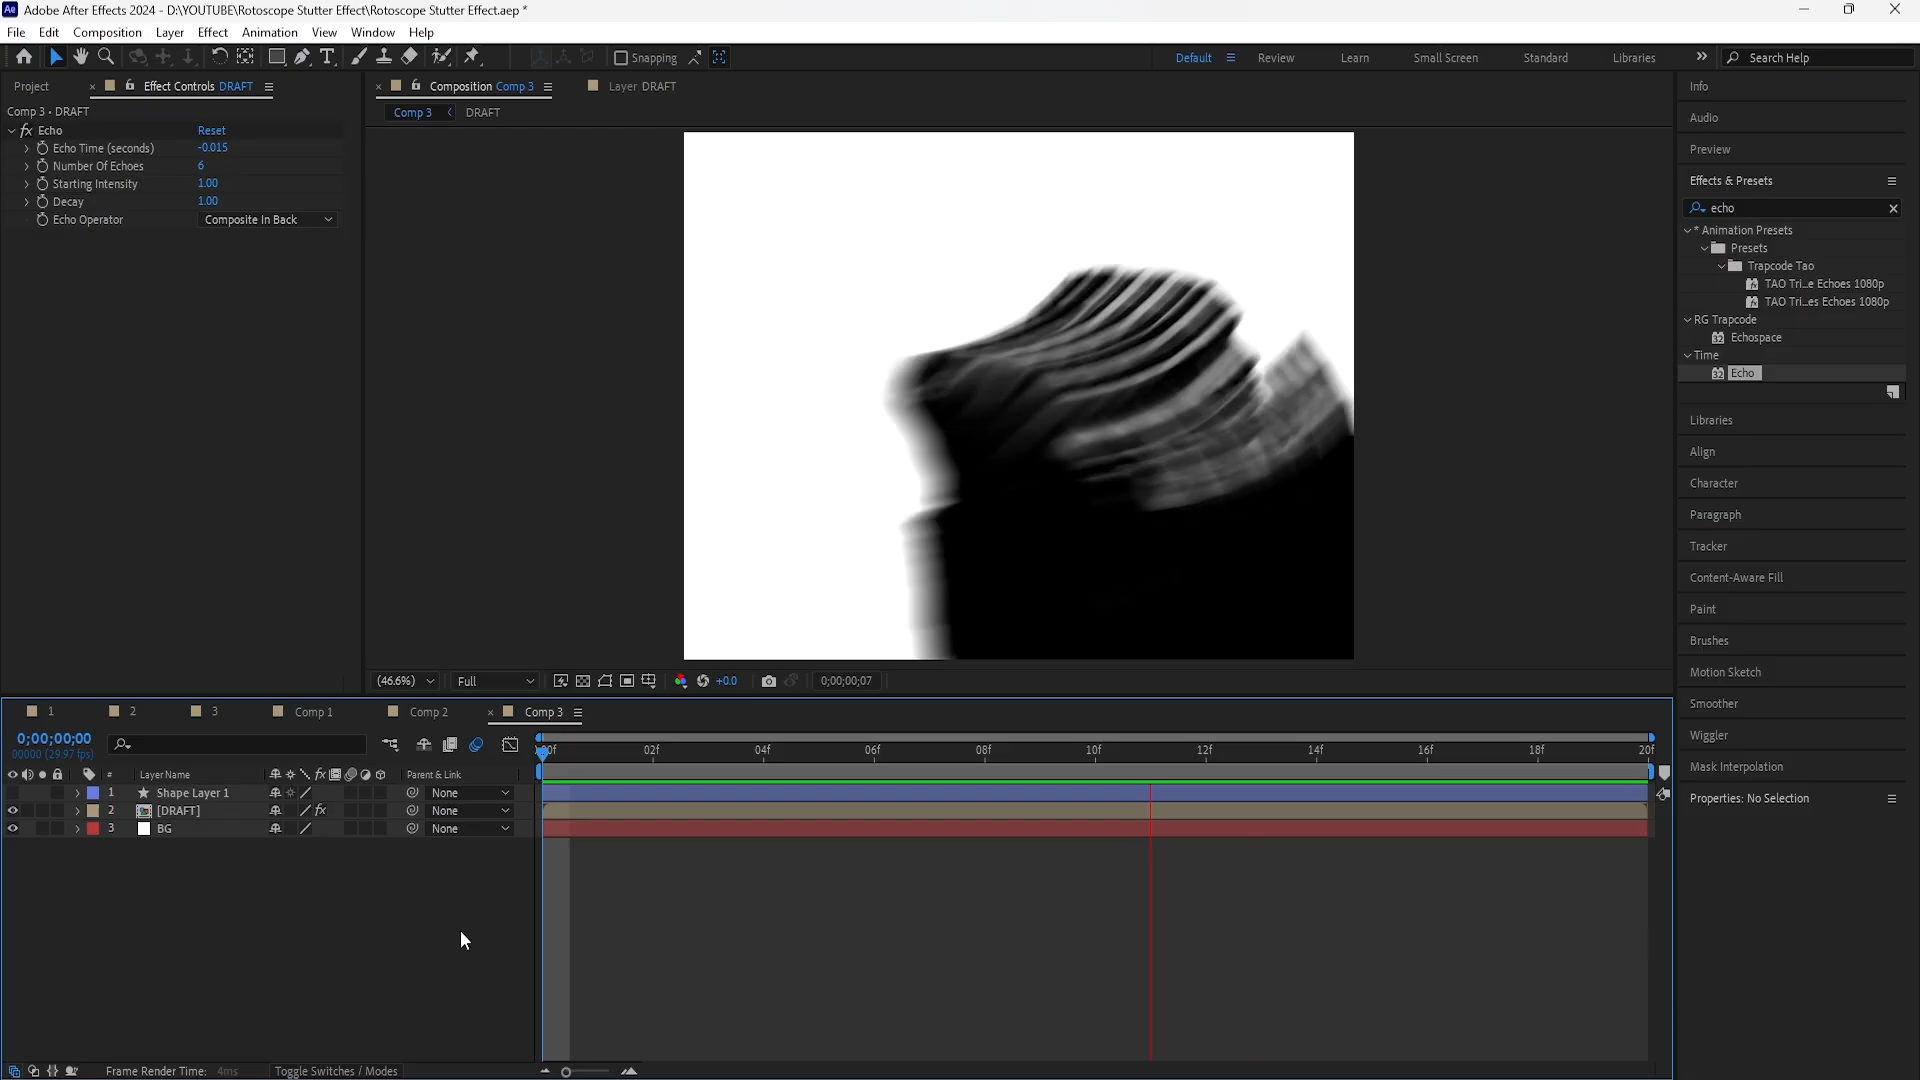 Adobe After Effects 2024 - D:\YOUTUBE\Rotoscope Stutter Effect\Rotoscope Stutter Effect.aep *
File Edit Composition Layer Effect Animation View Window Help
Snapping Default Review Learn Small Screen Standard Libraries Search Help
Project Effect Controls DRAFT Composition Comp 3 Layer DRAFT Info
Comp 3 • DRAFT Comp 3 DRAFT
Audio
fx Echo Reset
Echo Time (seconds) -0.015
Number Of Echoes 6
Starting Intensity 1.00
Decay 1.00
Echo Operator Composite In Back
Preview
Effects & Presets
echo
* Animation Presets
Presets
Trapcode Tao
TAO Tri...e Echoes 1080p
TAO Tri...es Echoes 1080p
RG Trapcode
Echospace
Time
Echo
Libraries
Align
Character
Paragraph
Tracker
Content-Aware Fill
Paint
Brushes
Motion Sketch
Smoother
Wiggler
Mask Interpolation
Properties: No Selection
(46.6%) Full +0.0 0;00;00;07
1 2 3 Comp 1 Comp 2 Comp 3
0;00;00;00
00000 (29.97 fps)
:00f 02f 04f 06f 08f 10f 12f 14f 16f 18f 20f
# Layer Name fx Parent & Link
1 Shape Layer 1 None
2 [DRAFT] fx None
3 BG None
Frame Render Time: 4ms Toggle Switches / Modes